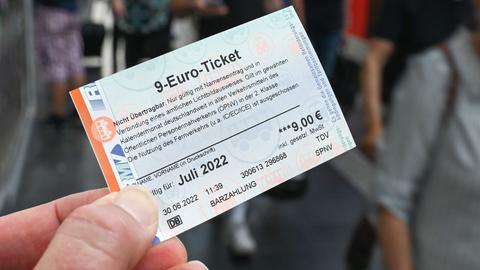 9-Euro-Ticket
Nicht übertragbar. Nur gültig mit Namenseintrag und in
Verbindung eines amtlichen Lichtbildausweises. Gilt im gewählten
Kalendermonat deutschlandweit in allen Verkehrsmitteln des
Öffentlichen Personennahverkehrs (ÖPNV) in der 2. Klasse
Die Nutzung des Fernverkehrs (u.a. IC/EC/ICE) ist ausgeschlossen
***9,00 €
inkl. gesetzl. MwSt.
NAME, VORNAME (in Druckschrift)
ltig für: Juli 2022
TDV
30.06.2022 11:39 300613 296868 SPNV
DB BARZAHLUNG